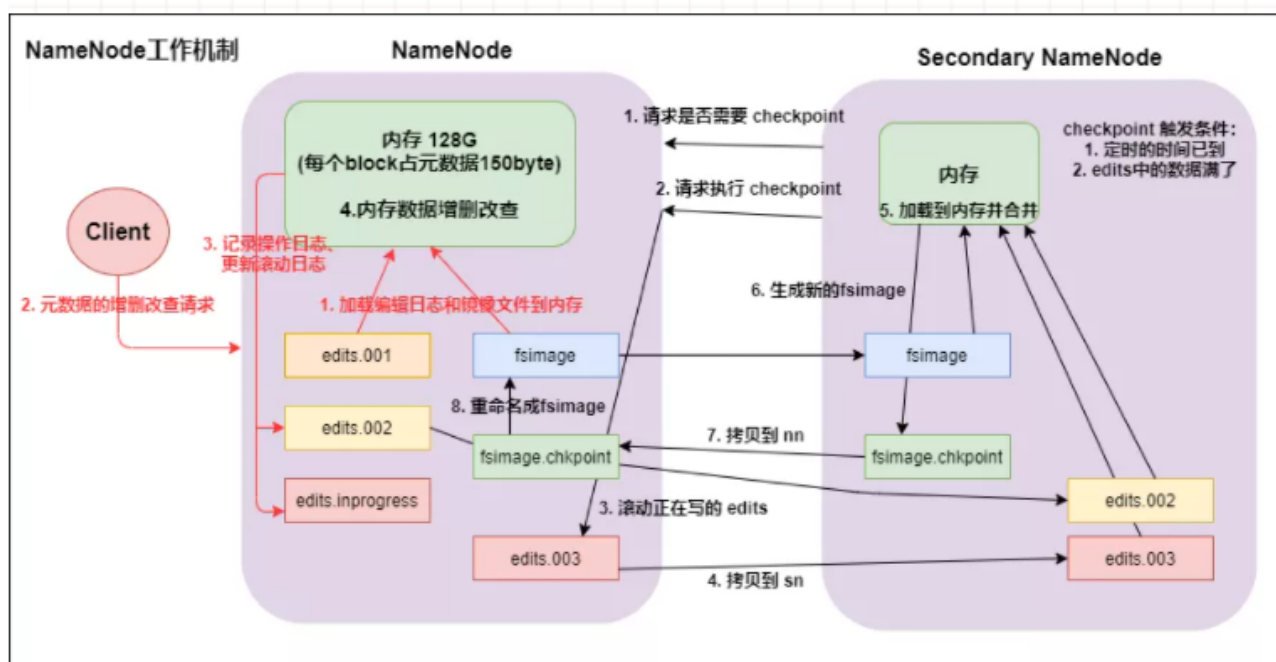 NameNode工作机制
NameNode
Secondary NameNode
内存 128G
(每个block占元数据150byte)
4.内存数据增删改查
1. 请求是否需要 checkpoint
checkpoint 触发条件：
1. 定时的时间已到
2. edits中的数据满了
内存
2. 请求执行 checkpoint
5. 加载到内存并合并
Client
3. 记录操作日志、
更新滚动日志
2. 元数据的增删改查请求
1. 加载编辑日志和镜像文件到内存
6. 生成新的fsimage
edits.001
fsimage
fsimage
8. 重命名成fsimage
edits.002
7. 拷贝到 nn
fsimage.chkpoint
fsimage.chkpoint
edits.inprogress
3. 滚动正在写的 edits
edits.002
edits.003
edits.003
4. 拷贝到 sn